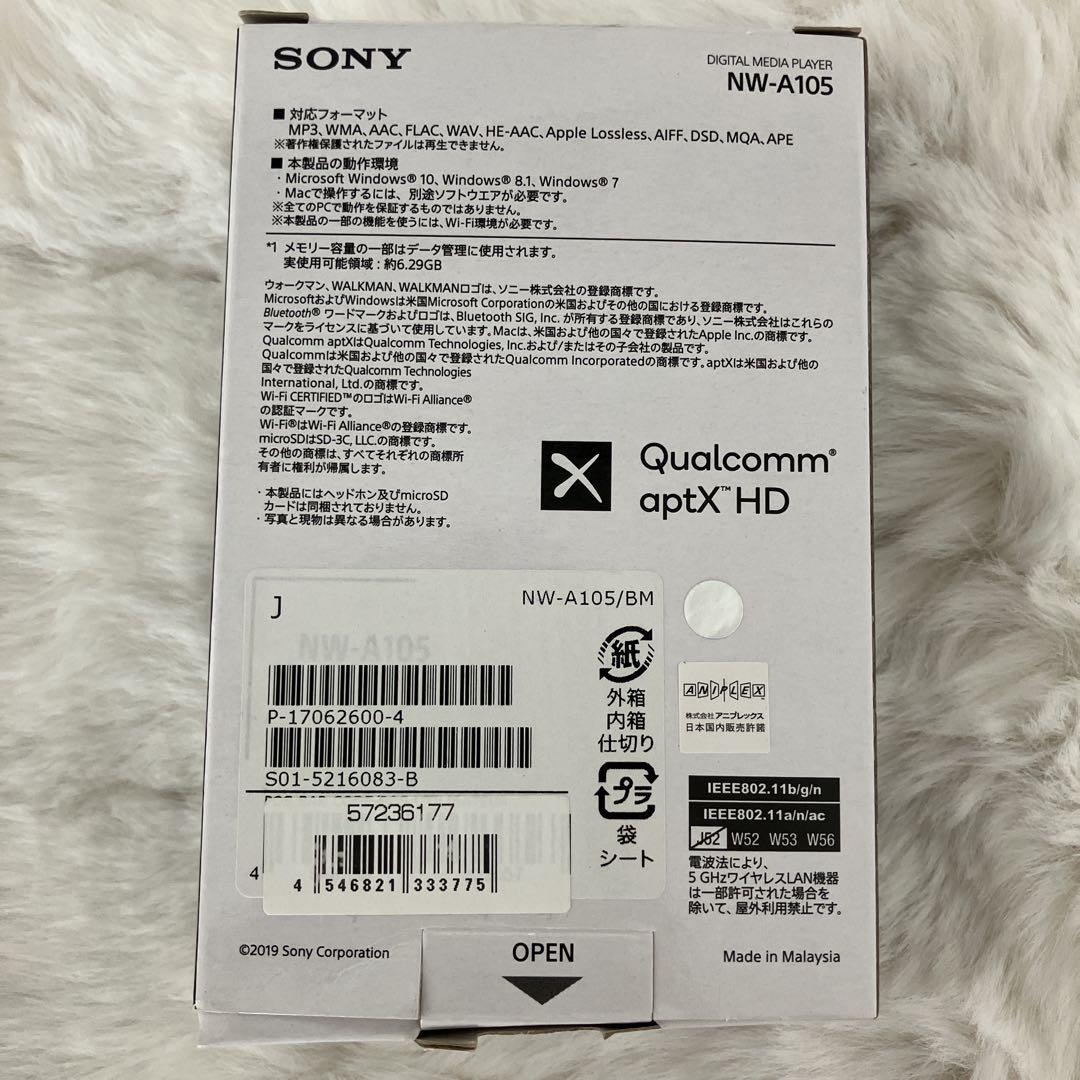 SONY
DIGITAL MEDIA PLAYER
NW-A105
■ 対応フォーマット
MP3、WMA、AAC、FLAC、WAV、HE-AAC、Apple Lossless、AIFF、DSD、MQA、APE
※著作権保護されたファイルは再生できません。
■ 本製品の動作環境
・Microsoft Windows® 10、Windows® 8.1、Windows® 7
・Macで操作するには、別途ソフトウエアが必要です。
※全てのPCで動作を保証するものではありません。
※本製品の一部の機能を使うには、Wi-Fi環境が必要です。
*1 メモリー容量の一部はデータ管理に使用されます。
実使用可能領域：約6.29GB
ウォークマン、WALKMAN、WALKMANロゴは、ソニー株式会社の登録商標です。
MicrosoftおよびWindowsは米国Microsoft Corporationの米国およびその他の国における登録商標です。
Bluetooth® ワードマークおよびロゴは、Bluetooth SIG, Inc. が所有する登録商標であり、ソニー株式会社はこれらの
マークをライセンスに基づいて使用しています。Macは、米国および他の国々で登録されたApple Inc.の商標です。
Qualcomm aptXはQualcomm Technologies, Inc.および/またはその子会社の製品です。
Qualcommは米国および他の国々で登録されたQualcomm Incorporatedの商標です。aptXは米国および他の
国々で登録されたQualcomm Technologies
International, Ltd.の商標です。
Wi-Fi CERTIFIED™のロゴはWi-Fi Alliance®
の認証マークです。
Wi-Fi®はWi-Fi Alliance®の登録商標です。
microSDはSD-3C, LLC.の商標です。
その他の商標は、すべてそれぞれの商標所
有者に権利が帰属します。
・本製品にはヘッドホン及びmicroSD
カードは同梱されておりません。
・写真と現物は異なる場合があります。
Qualcomm®
aptX™ HD
J
NW-A105/BM
NW-A105
P-17062600-4
S01-5216083-B
57236177
4
4 546821 333775
紙
外箱
内箱
仕切り
プラ
袋
シート
ANIPLEX
株式会社 アニプレックス
日本国内販売許諾
IEEE802.11b/g/n
IEEE802.11a/n/ac
J52 W52 W53 W56
電波法により、
5 GHzワイヤレスLAN機器
は一部許可された場合を
除いて、屋外利用禁止です。
©2019 Sony Corporation
OPEN
Made in Malaysia